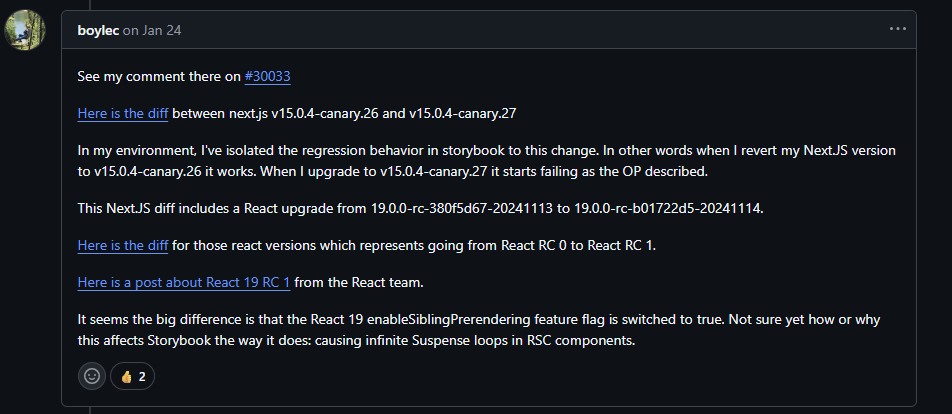 boylec on Jan 24
See my comment there on #30033
Here is the diff between next.js v15.0.4-canary.26 and v15.0.4-canary.27
In my environment, I've isolated the regression behavior in storybook to this change. In other words when I revert my Next.JS version
to v15.0.4-canary.26 it works. When I upgrade to v15.0.4-canary.27 it starts failing as the OP described.
This Next.JS diff includes a React upgrade from 19.0.0-rc-380f5d67-20241113 to 19.0.0-rc-b01722d5-20241114.
Here is the diff for those react versions which represents going from React RC 0 to React RC 1.
Here is a post about React 19 RC 1 from the React team.
It seems the big difference is that the React 19 enableSiblingPrerendering feature flag is switched to true. Not sure yet how or why
this affects Storybook the way it does: causing infinite Suspense loops in RSC components.
2